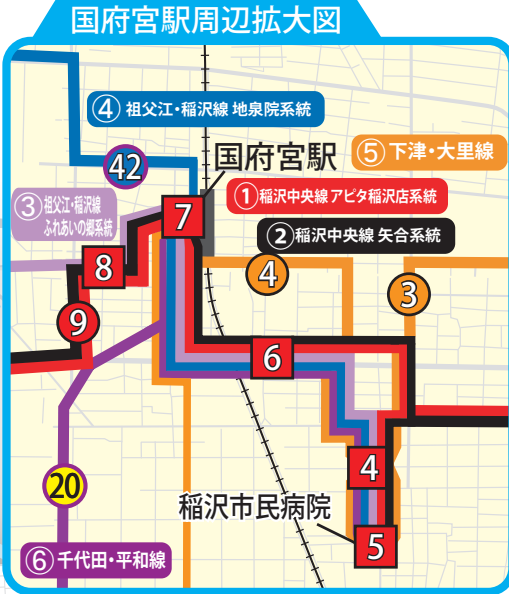 国府宮駅周辺拡大図
④ 祖父江・稲沢線 地泉院系統
42
国府宮駅
⑤ 下津・大里線
③ 祖父江・稲沢線
ふれあいの郷系統
① 稲沢中央線 アピタ稲沢店系統
7
② 稲沢中央線 矢合系統
8
4
3
9
6
4
20
稲沢市民病院
5
⑥ 千代田・平和線